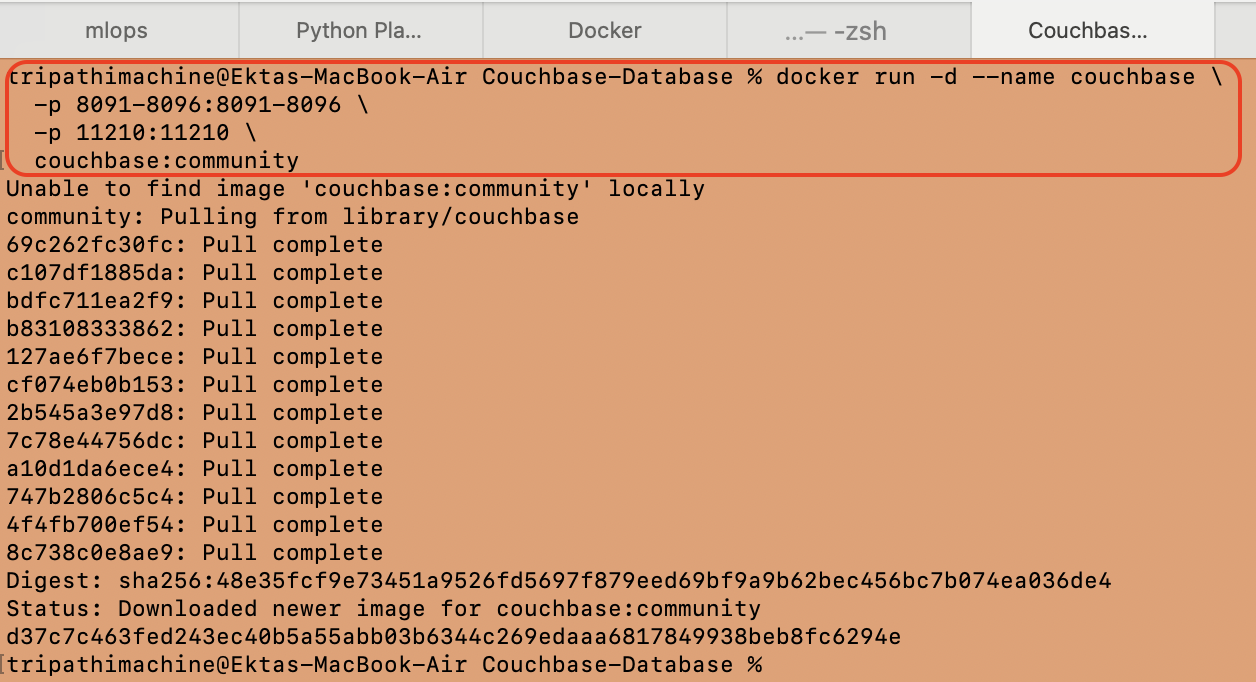 mlops
Python Pla...
Docker
...— -zsh
Couchbas...
tripathimachine@Ektas-MacBook-Air Couchbase-Database % docker run -d --name couchbase \
-p 8091-8096:8091-8096 \
-p 11210:11210 \
couchbase:community
Unable to find image 'couchbase:community' locally
community: Pulling from library/couchbase
69c262fc30fc: Pull complete
c107df1885da: Pull complete
bdfc711ea2f9: Pull complete
b83108333862: Pull complete
127ae6f7bece: Pull complete
cf074eb0b153: Pull complete
2b545a3e97d8: Pull complete
7c78e44756dc: Pull complete
a10d1da6ece4: Pull complete
747b2806c5c4: Pull complete
4f4fb700ef54: Pull complete
8c738c0e8ae9: Pull complete
Digest: sha256:48e35fcf9e73451a9526fd5697f879eed69bf9a9b62bec456bc7b074ea036de4
Status: Downloaded newer image for couchbase:community
d37c7c463fed243ec40b5a55abb03b6344c269edaaa6817849938beb8fc6294e
tripathimachine@Ektas-MacBook-Air Couchbase-Database %